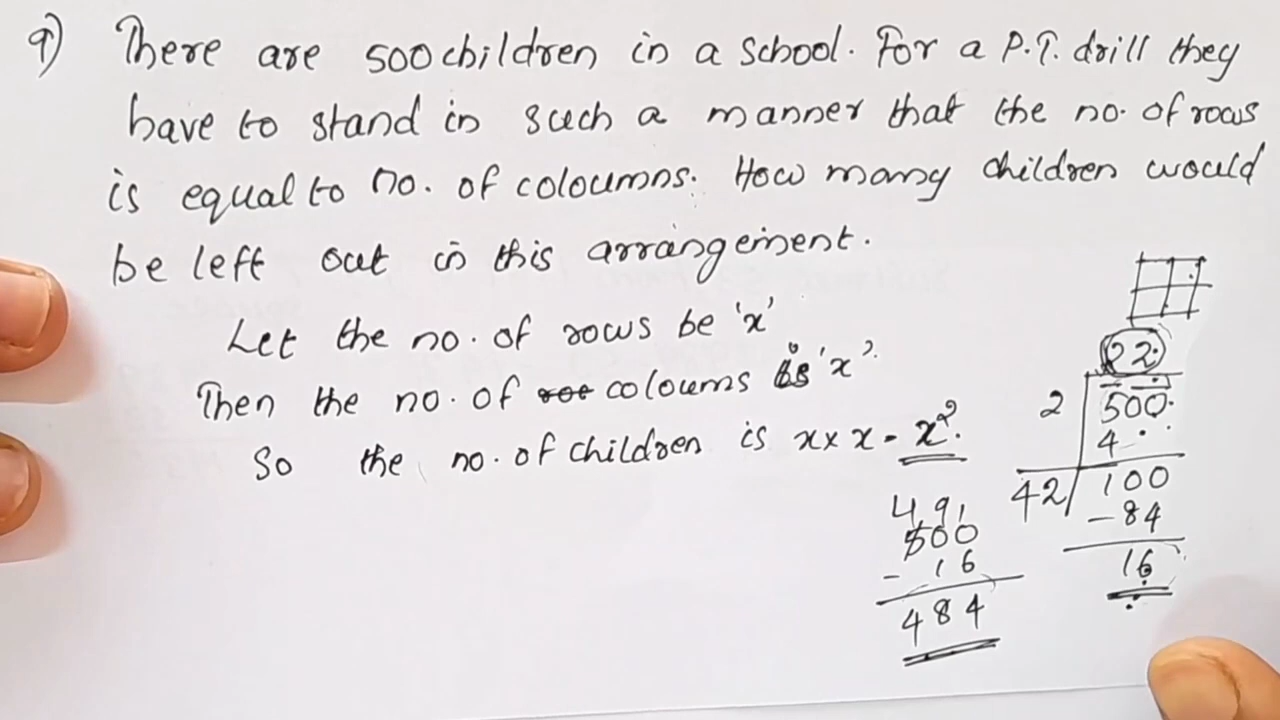 9) There are 500 children in a school. For a P.T. drill they
have to stand in such a manner that the no. of rows
is equal to no. of coloumns. How many children would
be left out in this arrangement.
Let the no. of rows be 'x'
Then the no. of coloums is 'x'.
So the no. of children is x × x = x².
22
2 500
4
42 100
- 84
16
4 9 1
500
- 16
484